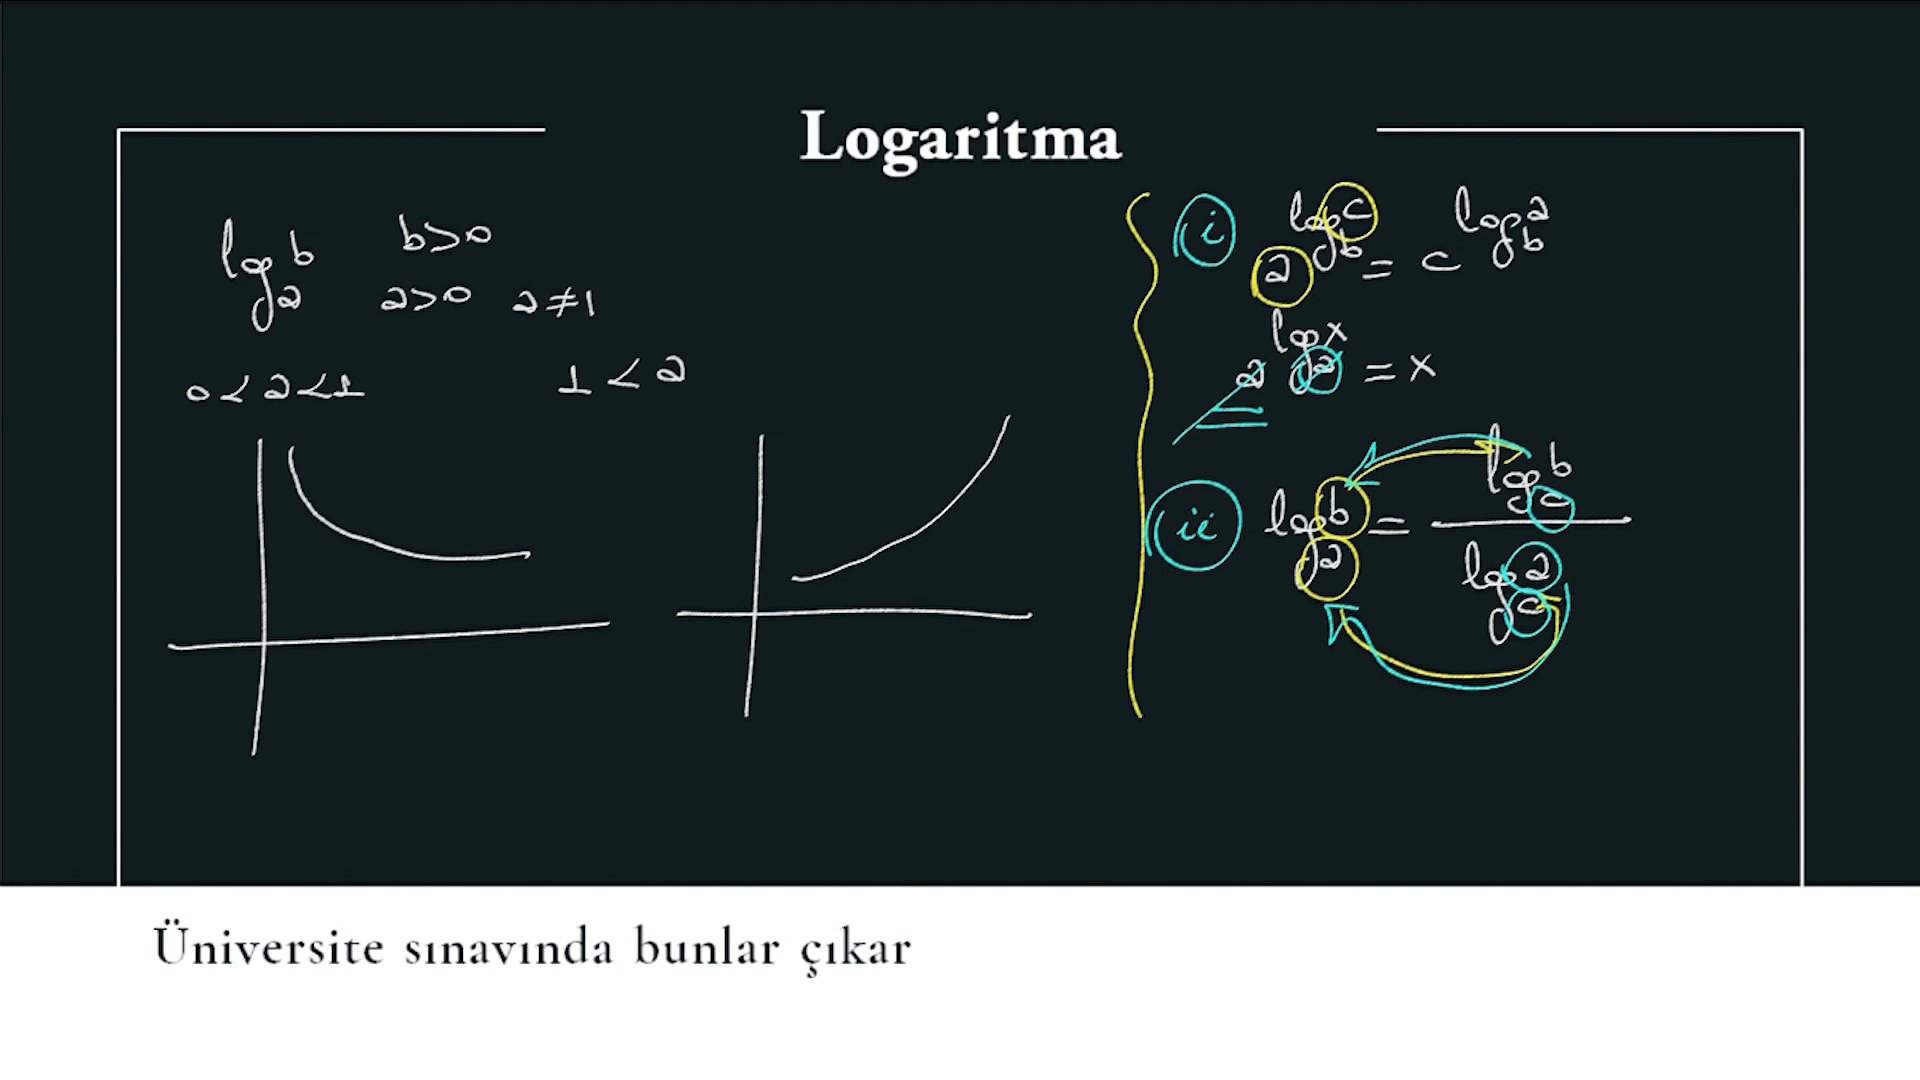 Logaritma
log_a b b>0
a>0 a≠1
0<a<1 1<a
i a^(log_b c) = c^(log_b a)
a^(log_a x) = x
ii log_a b = (log_c b)/(log_c a)
Üniversite sınavında bunlar çıkar